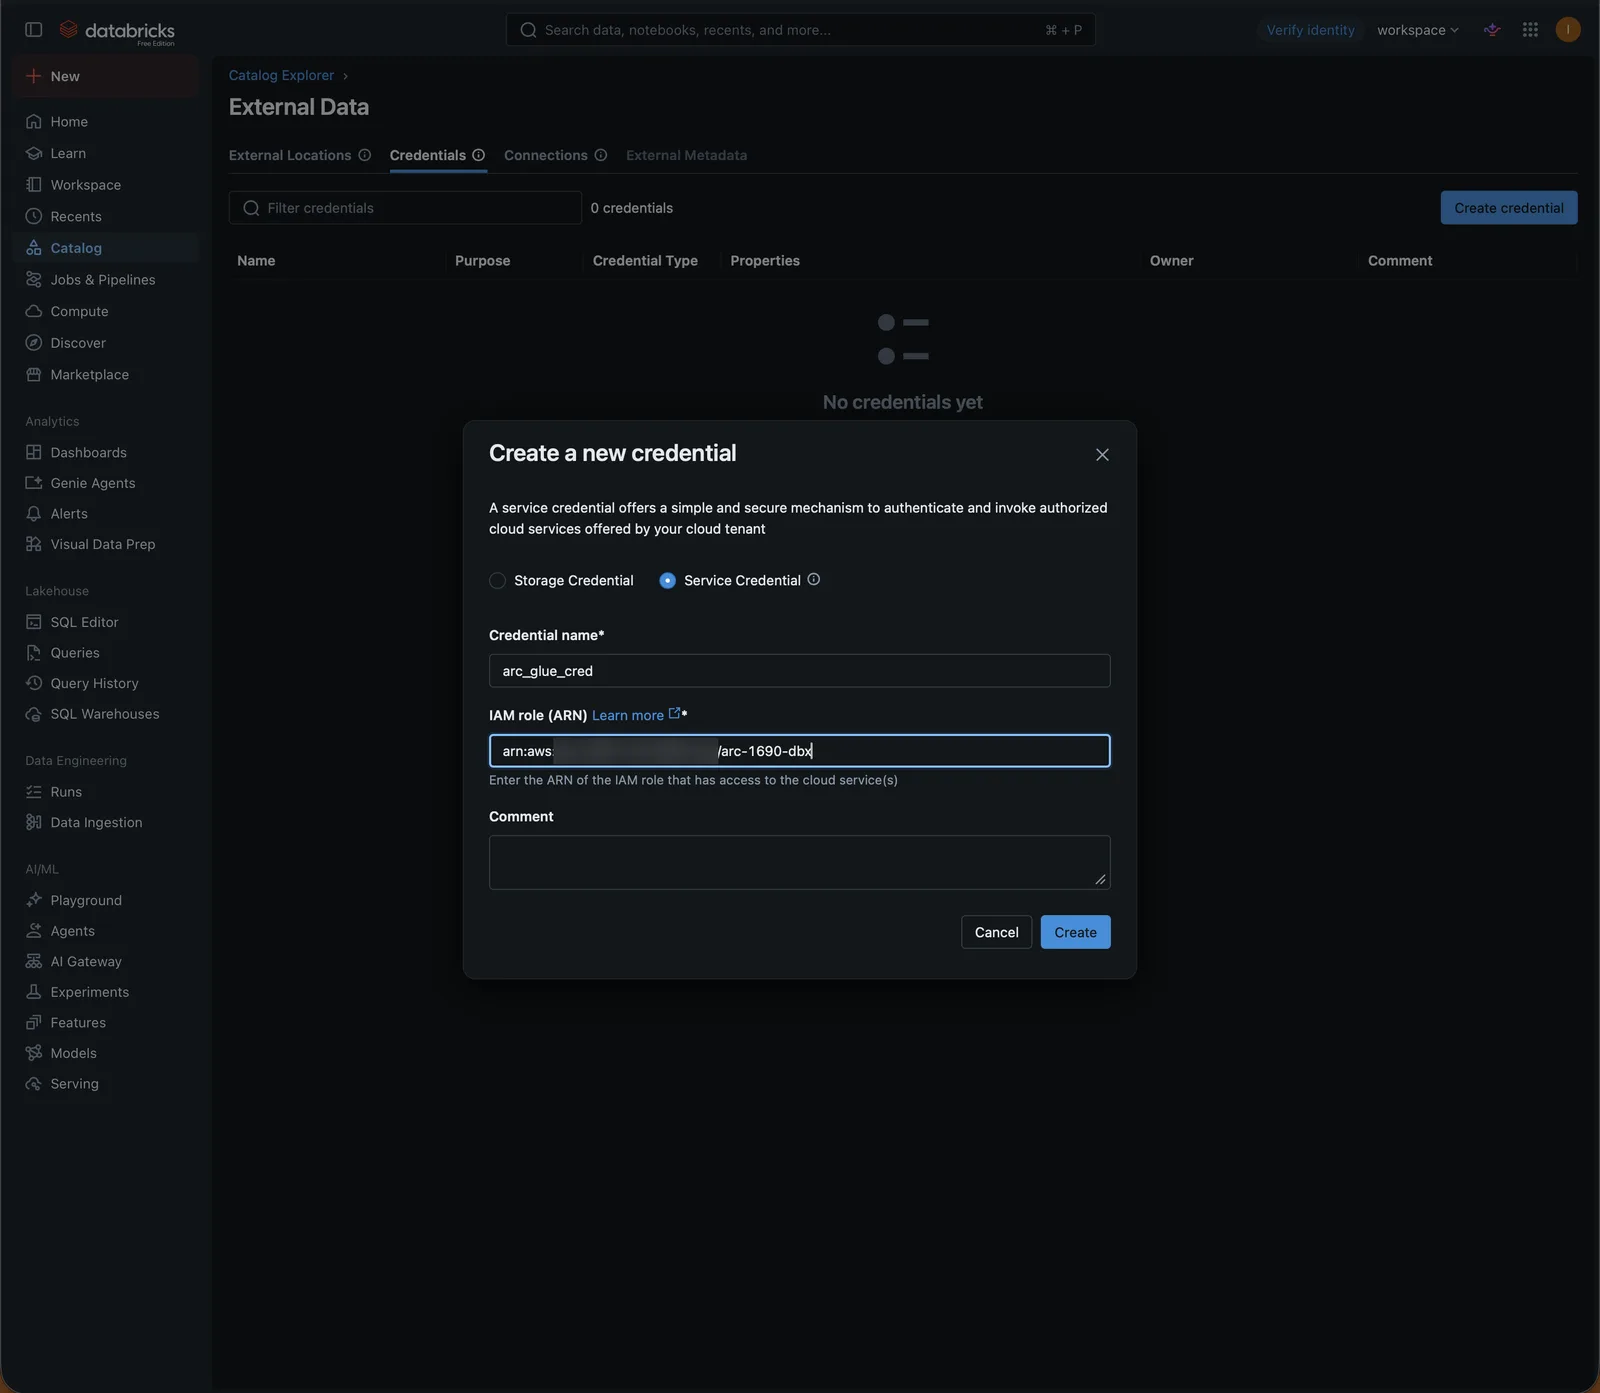 databricks
Free Edition
Search data, notebooks, recents, and more...
⌘ + P
Verify identity
workspace
I
New
Home
Learn
Workspace
Recents
Catalog
Jobs & Pipelines
Compute
Discover
Marketplace
Analytics
Dashboards
Genie Agents
Alerts
Visual Data Prep
Lakehouse
SQL Editor
Queries
Query History
SQL Warehouses
Data Engineering
Runs
Data Ingestion
AI/ML
Playground
Agents
AI Gateway
Experiments
Features
Models
Serving
Catalog Explorer ›
External Data
External Locations
Credentials
Connections
External Metadata
Filter credentials
0 credentials
Create credential
Name
Purpose
Credential Type
Properties
Owner
Comment
No credentials yet
Create a new credential
A service credential offers a simple and secure mechanism to authenticate and invoke authorized
cloud services offered by your cloud tenant
Storage Credential
Service Credential
Credential name*
arc_glue_cred
IAM role (ARN) Learn more *
arn:aws: /arc-1690-dbx
Enter the ARN of the IAM role that has access to the cloud service(s)
Comment
Cancel
Create